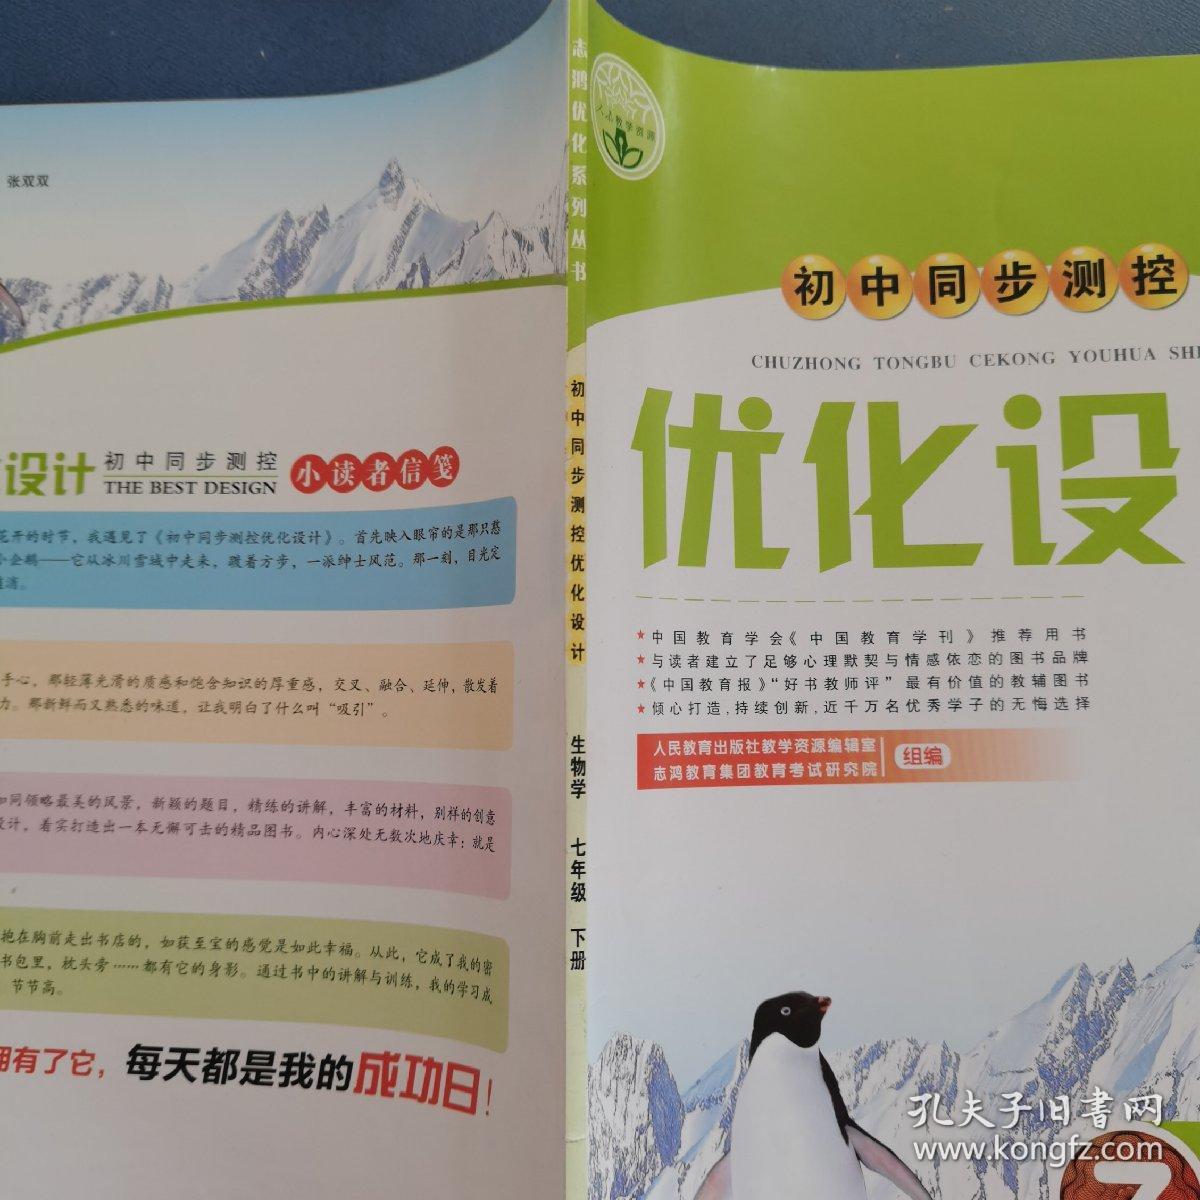 张双双
设计
初中同步测控
THE BEST DESIGN
小读者信笺
花开的时节，我遇见了《初中同步测控优化设计》。首先映入眼帘的是那只憨
小企鹅——它从冰川雪域中走来，踱着方步，一派绅士风范。那一刻，目光定
手心，那轻薄光滑的质感和饱含知识的厚重感，交叉、融合、延伸，散发着
力。那新鲜而又熟悉的味道，让我明白了什么叫“吸引”。
如同领略最美的风景，新颖的题目，精练的讲解，丰富的材料，别样的创意
设计，着实打造出一本无懈可击的精品图书。内心深处无数次地庆幸：就是
抱在胸前走出书店的，如获至宝的感觉是如此幸福。从此，它成了我的密
书包里，枕头旁……都有它的身影。通过书中的讲解与训练，我的学习成
节节高。
拥有了它，每天都是我的成功日！
志鸿优化系列丛书
初中同步测控优化设计
生物学 七年级 下册
人教教学资源
初中同步测控
CHUZHONG TONGBU CEKONG YOUHUA SH
优化设
★中国教育学会《中国教育学刊》推荐用书
★与读者建立了足够心理默契与情感依恋的图书品牌
★《中国教育报》“好书教师评”最有价值的教辅图书
★倾心打造，持续创新，近千万名优秀学子的无悔选择
人民教育出版社教学资源编辑室
志鸿教育集团教育考试研究院
组编
7
孔夫子旧书网
www.kongfz.com